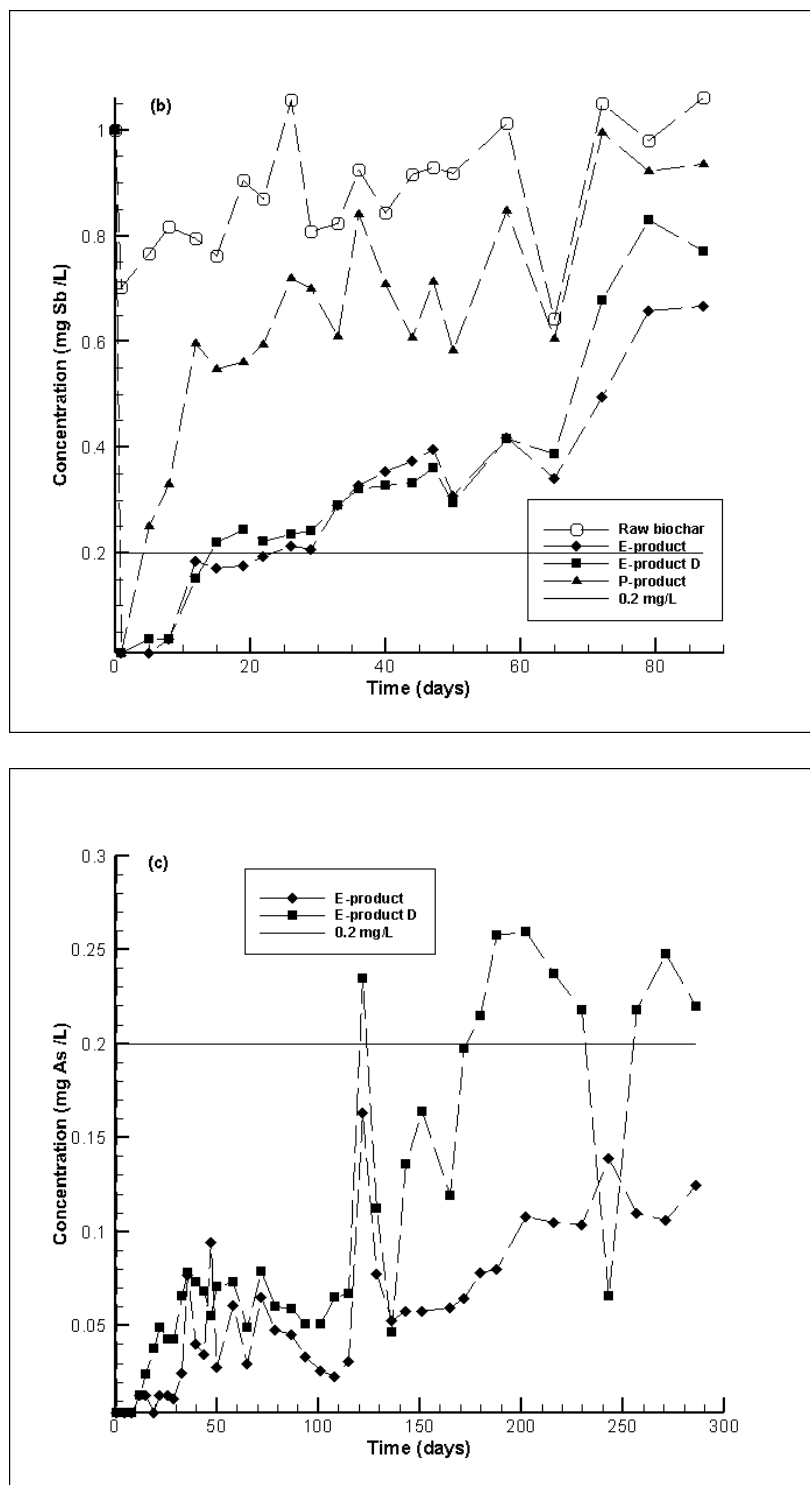 (b)
1
0.8
0.6
0.4
0.2
Concentration (mg Sb /L)
Raw biochar
E-product
E-product D
P-product
0.2 mg/L
0
20
40
60
80
Time (days)
(c)
0.3
0.25
0.2
0.15
0.1
0.05
Concentration (mg As /L)
E-product
E-product D
0.2 mg/L
0
50
100
150
200
250
300
Time (days)